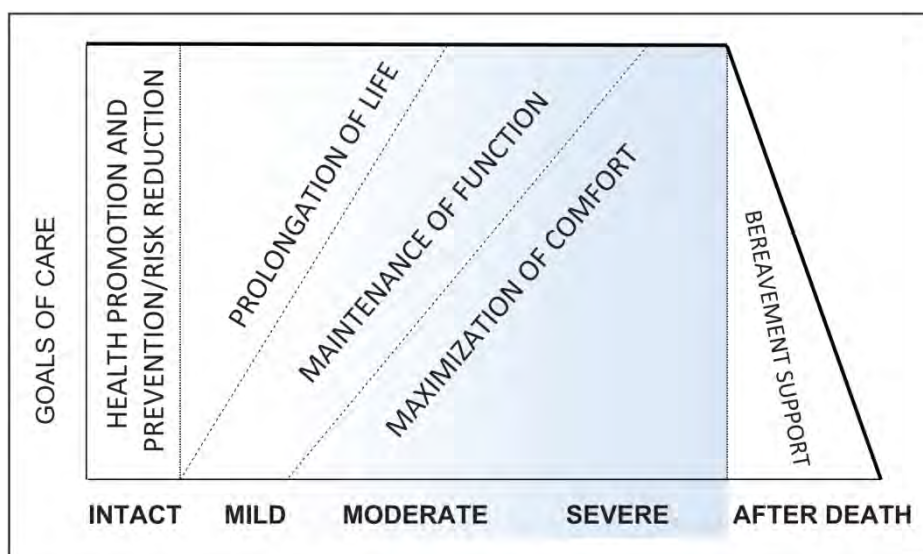 GOALS OF CARE
HEALTH PROMOTION AND
PREVENTION/RISK REDUCTION
PROLONGATION OF LIFE
MAINTENANCE OF FUNCTION
MAXIMIZATION OF COMFORT
BEREAVEMENT SUPPORT
INTACT MILD MODERATE SEVERE AFTER DEATH